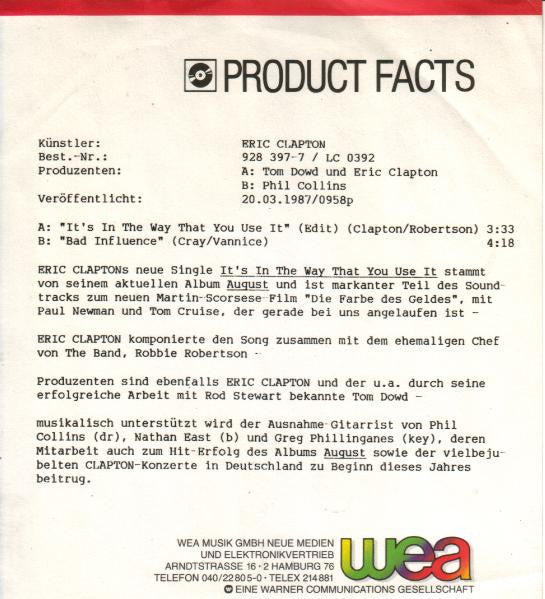 PRODUCT FACTS
Künstler: ERIC CLAPTON
Best.-Nr.: 928 397-7 / LC 0392
Produzenten: A: Tom Dowd und Eric Clapton
B: Phil Collins
Veröffentlicht: 20.03.1987/0958p
A: "It's In The Way That You Use It" (Edit) (Clapton/Robertson) 3:33
B: "Bad Influence" (Cray/Vannice) 4:18
ERIC CLAPTONs neue Single It's In The Way That You Use It stammt
von seinem aktuellen Album August und ist markanter Teil des Sound-
tracks zum neuen Martin-Scorsese-Film "Die Farbe des Geldes", mit
Paul Newman und Tom Cruise, der gerade bei uns angelaufen ist -
ERIC CLAPTON komponierte den Song zusammen mit dem ehemaligen Chef
von The Band, Robbie Robertson -
Produzenten sind ebenfalls ERIC CLAPTON und der u.a. durch seine
erfolgreiche Arbeit mit Rod Stewart bekannte Tom Dowd -
musikalisch unterstützt wird der Ausnahme-Gitarrist von Phil
Collins (dr), Nathan East (b) und Greg Phillinganes (key), deren
Mitarbeit auch zum Hit-Erfolg des Albums August sowie der vielbeju-
belten CLAPTON-Konzerte in Deutschland zu Beginn dieses Jahres
beitrug.
WEA MUSIK GMBH NEUE MEDIEN
UND ELEKTRONIKVERTRIEB
ARNDTSTRASSE 16 · 2 HAMBURG 76
TELEFON 040/22 80 5-0 · TELEX 214 881
EINE WARNER COMMUNICATIONS GESELLSCHAFT
wea